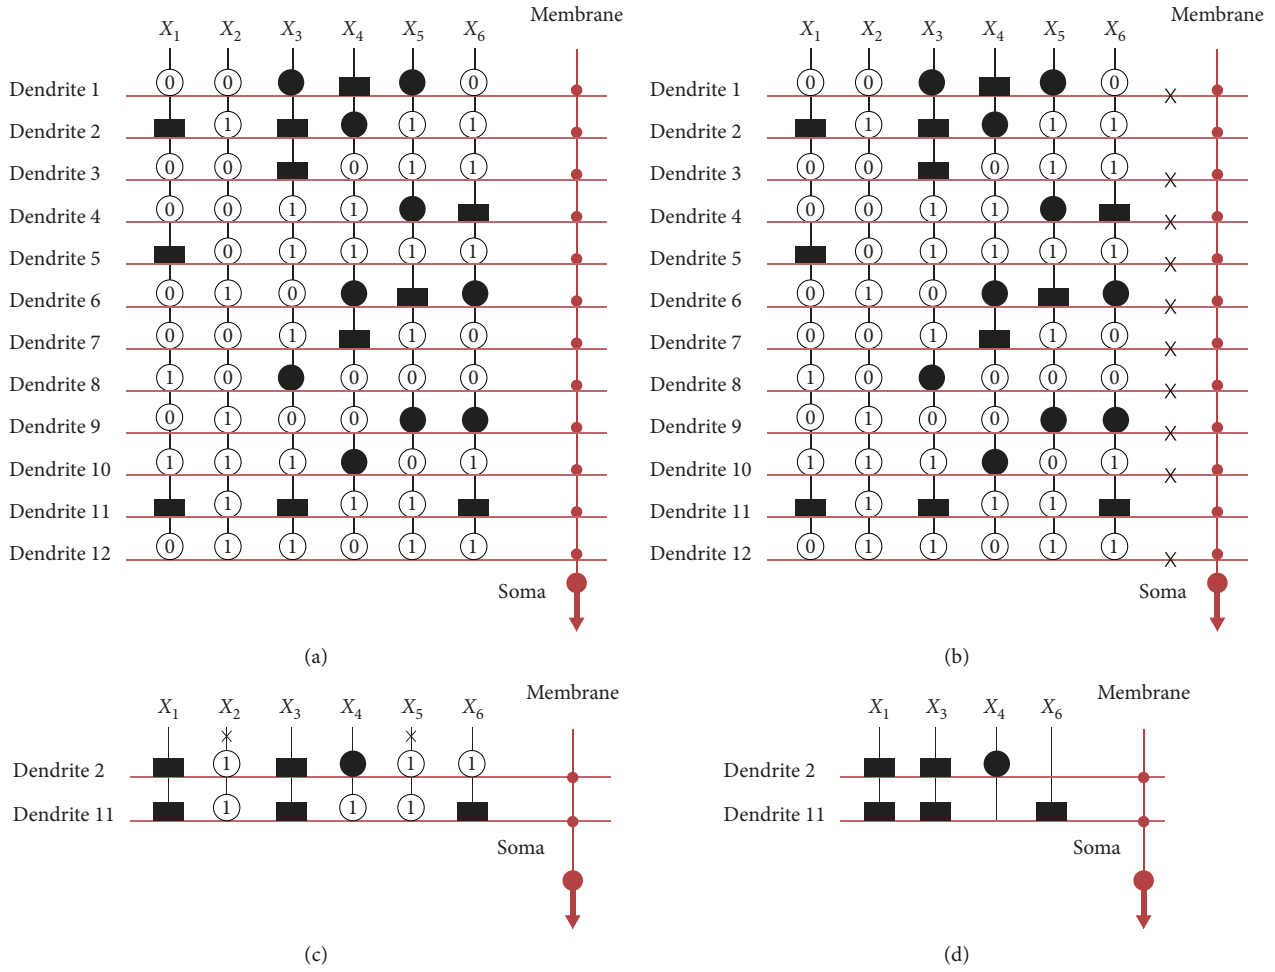 Membrane Membrane
X1 X2 X3 X4 X5 X6 X1 X2 X3 X4 X5 X6
Dendrite 1 0 0 0 Dendrite 1 0 0 0 ×
Dendrite 2 1 1 1 Dendrite 2 1 1 1
Dendrite 3 0 0 0 1 1 Dendrite 3 0 0 0 1 1 ×
Dendrite 4 0 0 1 1 Dendrite 4 0 0 1 1 ×
Dendrite 5 0 1 1 1 1 Dendrite 5 0 1 1 1 1 ×
Dendrite 6 0 1 0 Dendrite 6 0 1 0 ×
Dendrite 7 0 0 1 1 0 Dendrite 7 0 0 1 1 0 ×
Dendrite 8 1 0 0 0 0 Dendrite 8 1 0 0 0 0 ×
Dendrite 9 0 1 0 0 Dendrite 9 0 1 0 0 ×
Dendrite 10 1 1 1 0 1 Dendrite 10 1 1 1 0 1 ×
Dendrite 11 1 1 1 Dendrite 11 1 1 1
Dendrite 12 0 1 1 0 1 1 Dendrite 12 0 1 1 0 1 1 ×
Soma Soma
(a) (b)
Membrane Membrane
X1 X2 X3 X4 X5 X6 X1 X3 X4 X6
× ×
Dendrite 2 1 1 1 Dendrite 2
Dendrite 11 1 1 1 Dendrite 11
Soma Soma
(c) (d)